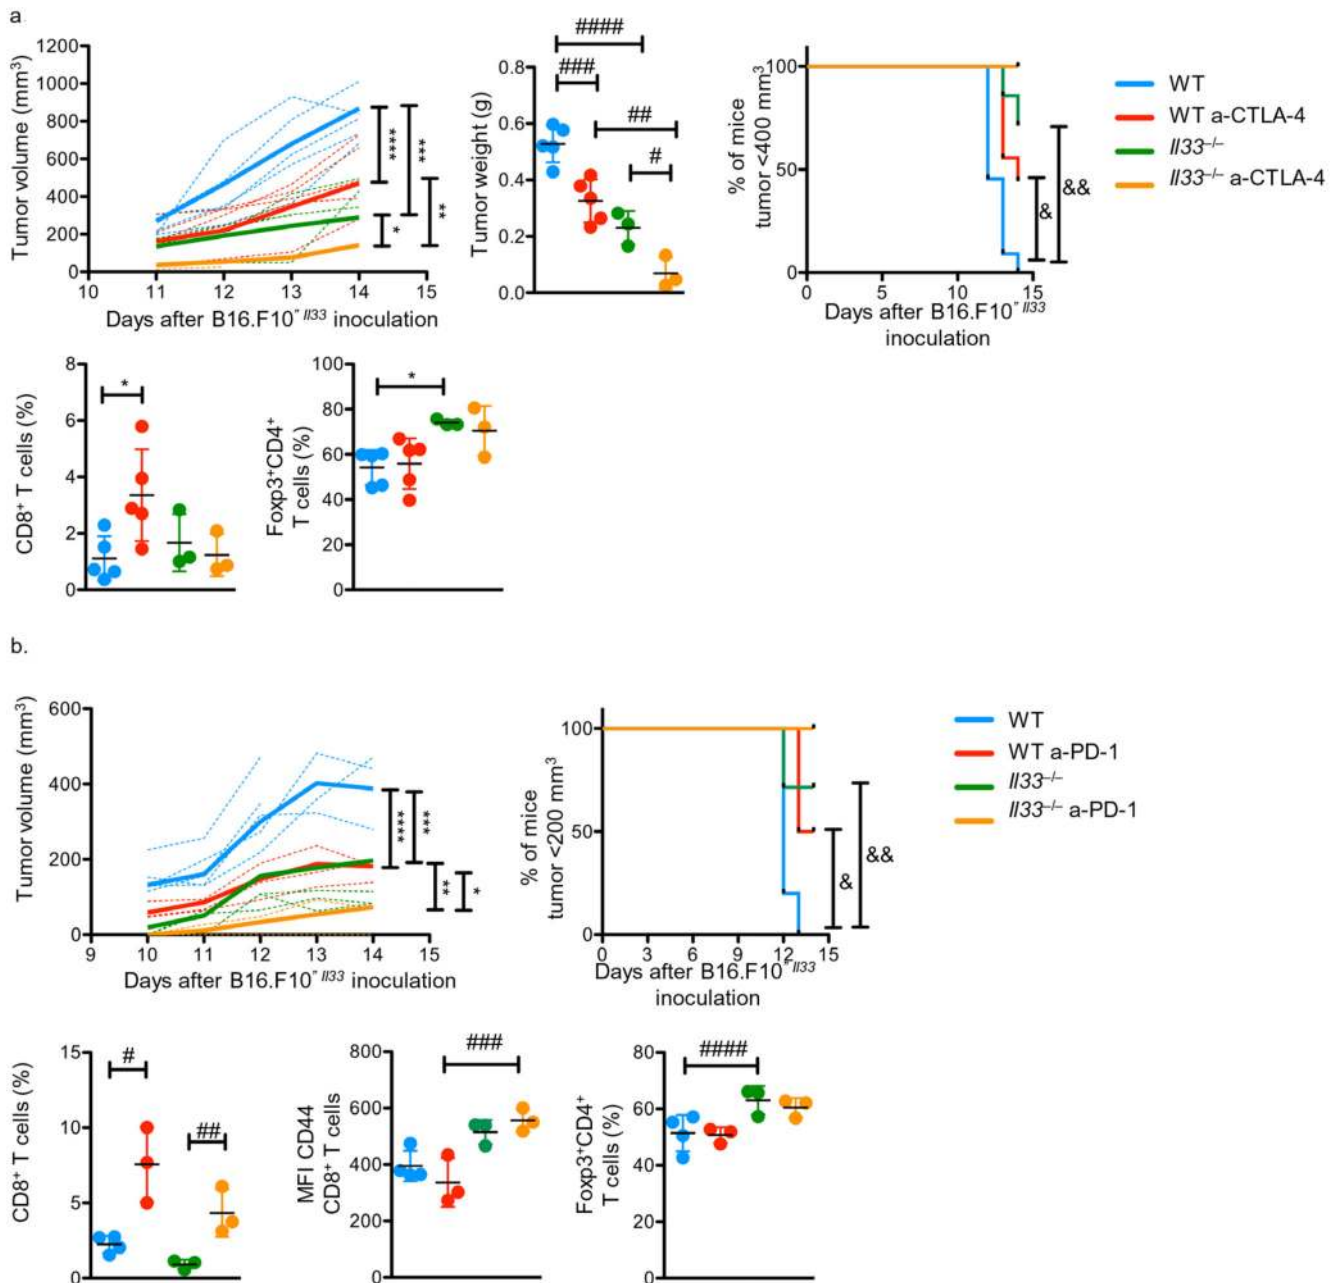 a
####
###
##
#
Tumor volume (mm³)
1200
1000
800
600
400
200
0
10
11
12
13
14
15
Days after B16.F10" Il33 inoculation
****
***
**
*
Tumor weight (g)
0.8
0.6
0.4
0.2
0.0
% of mice
tumor <400 mm³
100
50
0
0
5
10
15
Days after B16.F10" Il33
inoculation
&
&&
WT
WT a-CTLA-4
Il33–/–
Il33–/– a-CTLA-4
CD8+ T cells (%)
8
6
4
2
0
*
Foxp3+CD4+
T cells (%)
100
80
60
40
20
0
*
b.
Tumor volume (mm³)
600
400
200
0
9
10
11
12
13
14
15
Days after B16.F10" Il33 inoculation
****
***
**
*
% of mice
tumor <200 mm³
100
50
0
0
3
6
9
12
15
Days after B16.F10" Il33
inoculation
&
&&
WT
WT a-PD-1
Il33–/–
Il33–/– a-PD-1
CD8+ T cells (%)
15
10
5
0
#
##
MFI CD44
CD8+ T cells
800
600
400
200
0
###
Foxp3+CD4+
T cells (%)
80
60
40
20
0
####